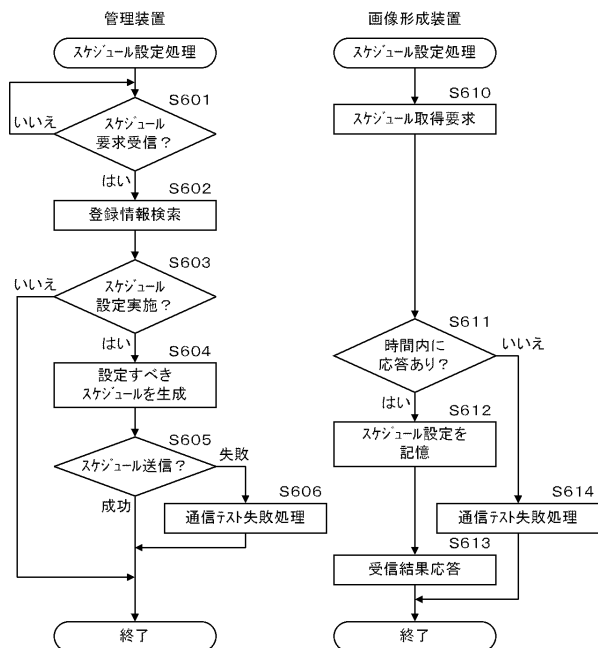 管理装置
スケジュール設定処理
S601
いいえ
スケジュール
要求受信?
はい
S602
登録情報検索
S603
いいえ
スケジュール
設定実施?
はい
S604
設定すべき
スケジュールを生成
S605
スケジュール送信?
失敗
成功
S606
通信テスト失敗処理
終了
画像形成装置
スケジュール設定処理
S610
スケジュール取得要求
S611
時間内に
応答あり?
いいえ
はい
S612
スケジュール設定を
記憶
S614
通信テスト失敗処理
S613
受信結果応答
終了